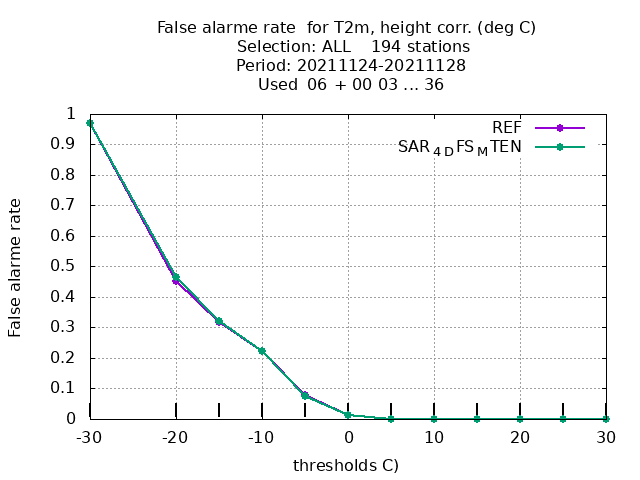 False alarme rate  for T2m, height corr. (deg C)
Selection: ALL    194 stations
Period: 20211124-20211128
Used  06 + 00 03 ... 36
REF
SAR4DFSMTEN
1
0.9
0.8
0.7
0.6
0.5
0.4
0.3
0.2
0.1
0
False alarme rate
-30 -20 -10 0 10 20 30
thresholds C)